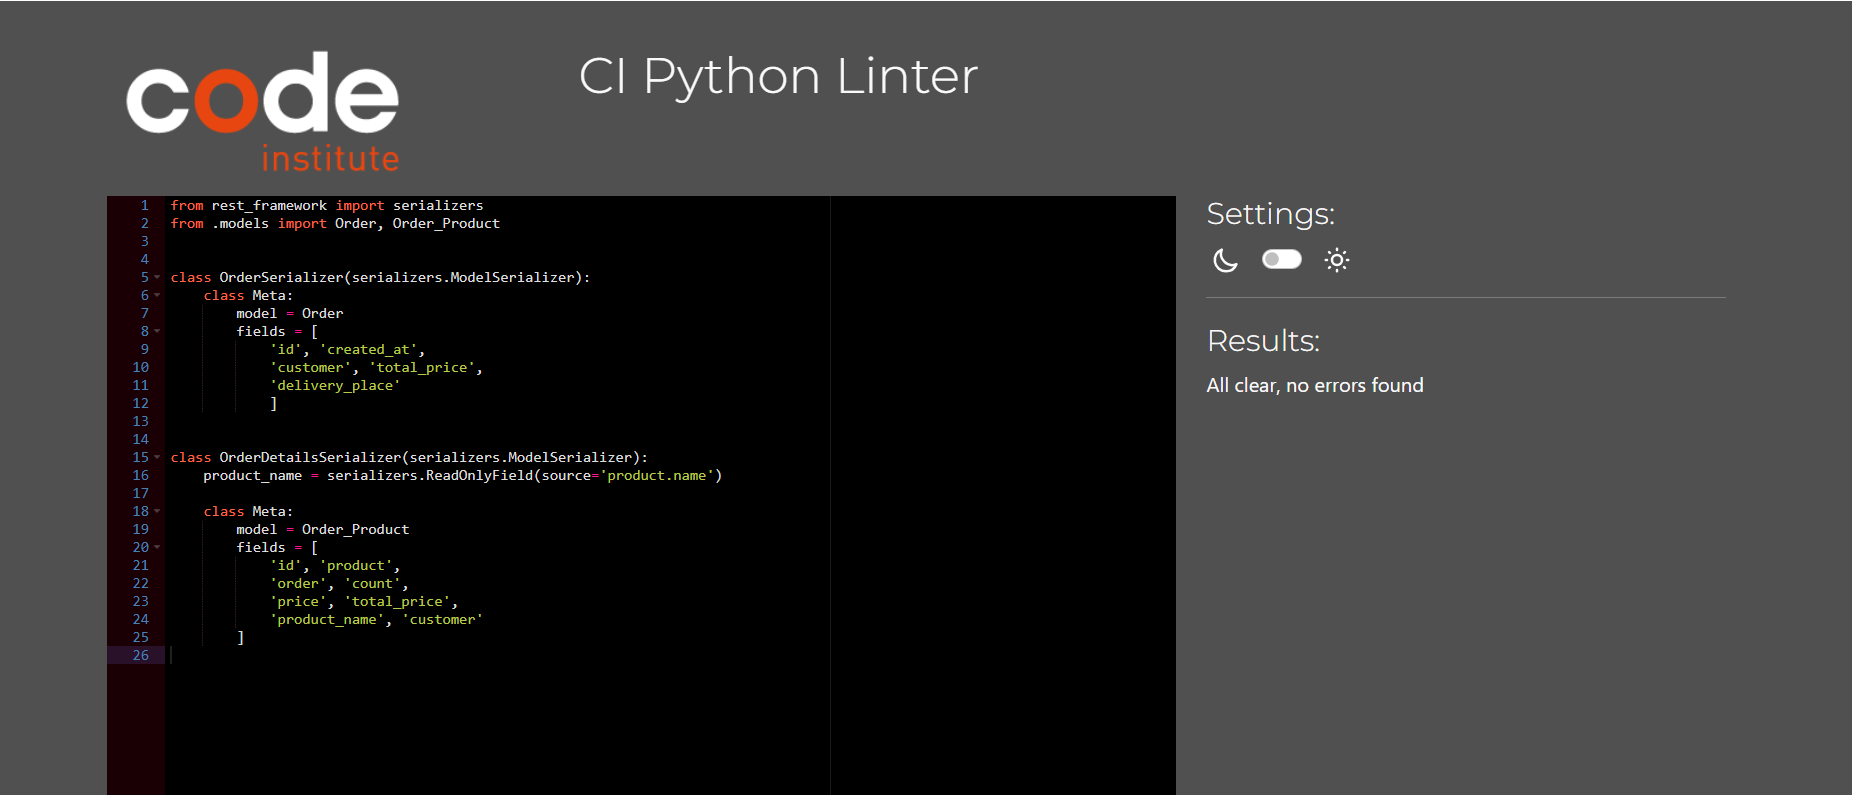 code
institute
CI Python Linter
1 from rest_framework import serializers
2 from .models import Order, Order_Product
3
4
5 class OrderSerializer(serializers.ModelSerializer):
6     class Meta:
7         model = Order
8         fields = [
9             'id', 'created_at',
10             'customer', 'total_price',
11             'delivery_place'
12             ]
13
14
15 class OrderDetailsSerializer(serializers.ModelSerializer):
16     product_name = serializers.ReadOnlyField(source='product.name')
17
18     class Meta:
19         model = Order_Product
20         fields = [
21             'id', 'product',
22             'order', 'count',
23             'price', 'total_price',
24             'product_name', 'customer'
25         ]
26
Settings:
Results:
All clear, no errors found